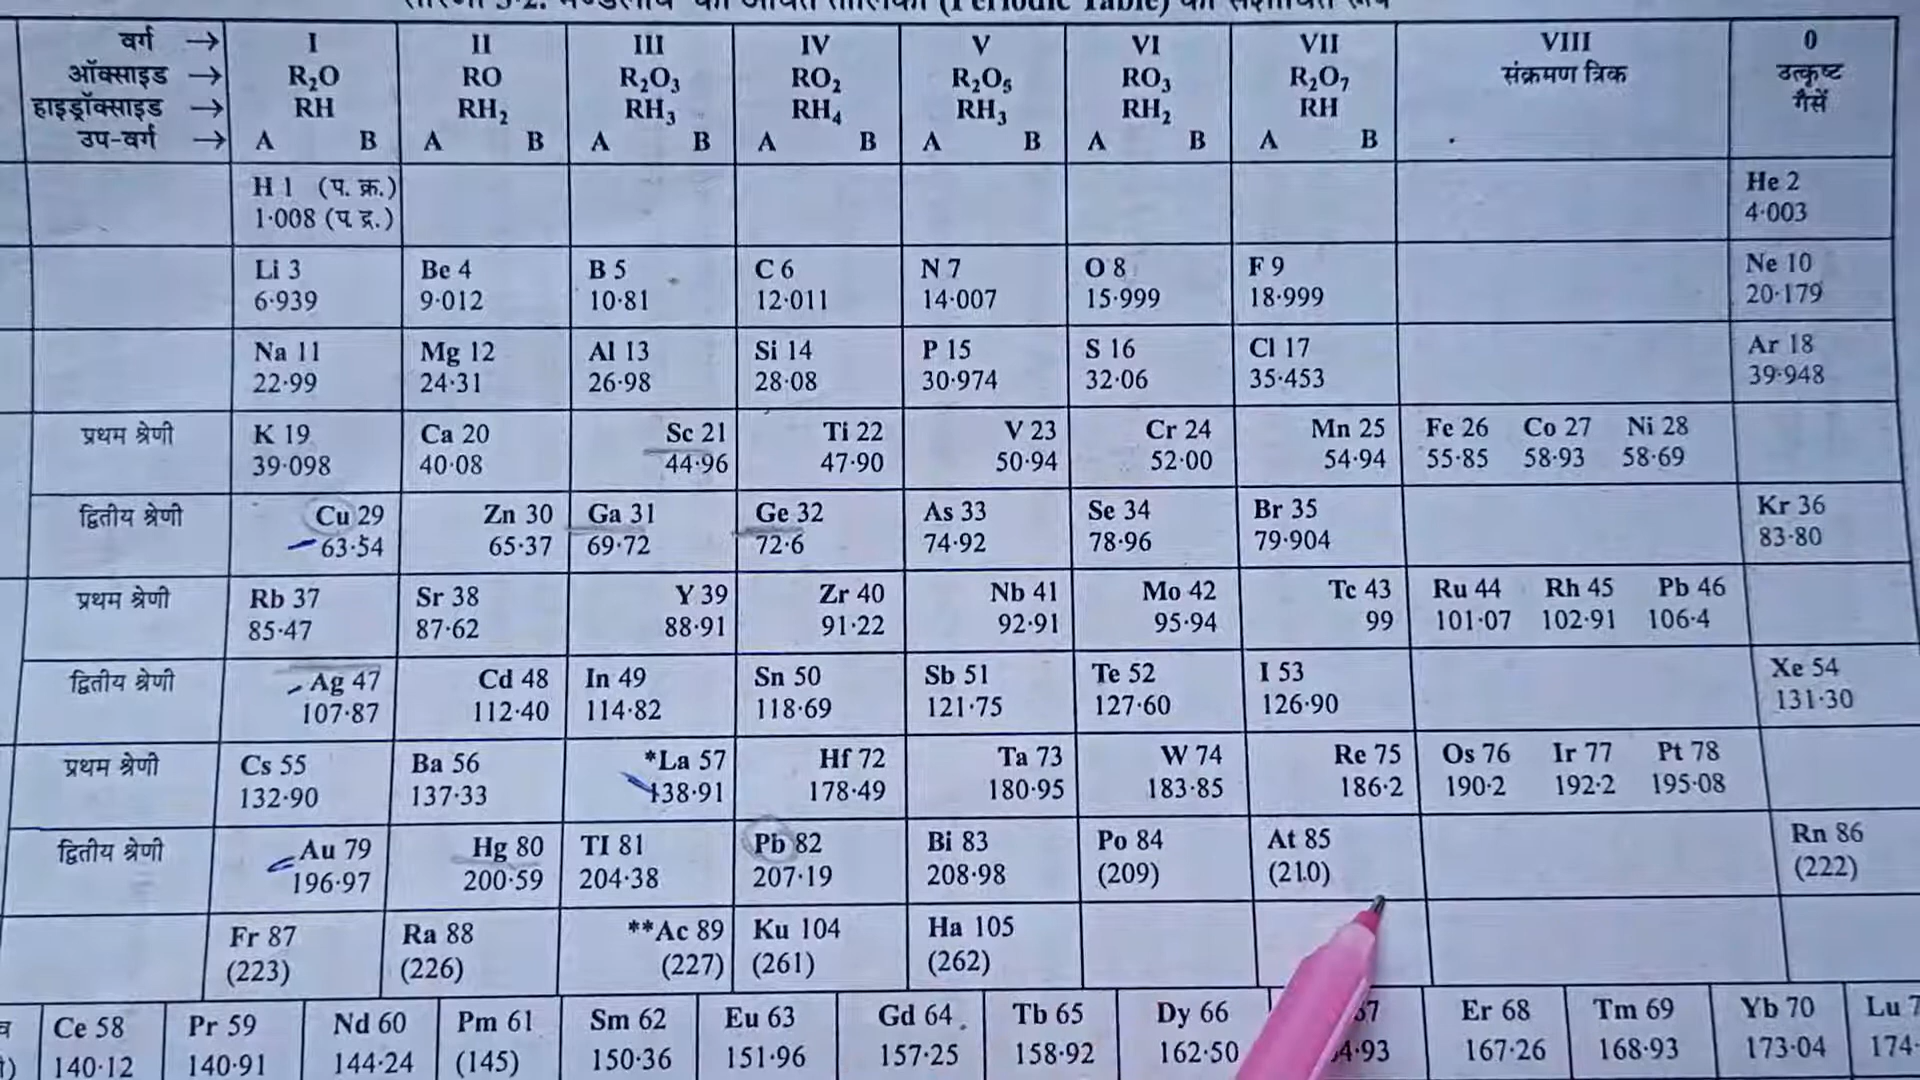 सारणी 3·2. मेण्डलीव की आवर्त तालिका (Periodic Table) का संशोधित रूप
वर्ग → I II III IV V VI VII VIII 0
ऑक्साइड → R₂O RO R₂O₃ RO₂ R₂O₅ RO₃ R₂O₇ संक्रमण त्रिक उत्कृष्ट
हाइड्रॉक्साइड → RH RH₂ RH₃ RH₄ RH₃ RH₂ RH गैसें
उप-वर्ग → A B A B A B A B A B A B A B
H 1 (प. क्र.) He 2
1·008 (प. द्र.) 4·003
Li 3 Be 4 B 5 C 6 N 7 O 8 F 9 Ne 10
6·939 9·012 10·81 12·011 14·007 15·999 18·999 20·179
Na 11 Mg 12 Al 13 Si 14 P 15 S 16 Cl 17 Ar 18
22·99 24·31 26·98 28·08 30·974 32·06 35·453 39·948
प्रथम श्रेणी K 19 Ca 20 Sc 21 Ti 22 V 23 Cr 24 Mn 25 Fe 26 Co 27 Ni 28
39·098 40·08 44·96 47·90 50·94 52·00 54·94 55·85 58·93 58·69
द्वितीय श्रेणी Cu 29 Zn 30 Ga 31 Ge 32 As 33 Se 34 Br 35 Kr 36
63·54 65·37 69·72 72·6 74·92 78·96 79·904 83·80
प्रथम श्रेणी Rb 37 Sr 38 Y 39 Zr 40 Nb 41 Mo 42 Tc 43 Ru 44 Rh 45 Pb 46
85·47 87·62 88·91 91·22 92·91 95·94 99 101·07 102·91 106·4
द्वितीय श्रेणी Ag 47 Cd 48 In 49 Sn 50 Sb 51 Te 52 I 53 Xe 54
107·87 112·40 114·82 118·69 121·75 127·60 126·90 131·30
प्रथम श्रेणी Cs 55 Ba 56 *La 57 Hf 72 Ta 73 W 74 Re 75 Os 76 Ir 77 Pt 78
132·90 137·33 138·91 178·49 180·95 183·85 186·2 190·2 192·2 195·08
द्वितीय श्रेणी Au 79 Hg 80 TI 81 Pb 82 Bi 83 Po 84 At 85 Rn 86
196·97 200·59 204·38 207·19 208·98 (209) (210) (222)
Fr 87 Ra 88 **Ac 89 Ku 104 Ha 105
(223) (226) (227) (261) (262)
Ce 58 Pr 59 Nd 60 Pm 61 Sm 62 Eu 63 Gd 64 Tb 65 Dy 66 Er 68 Tm 69 Yb 70 Lu
140·12 140·91 144·24 (145) 150·36 151·96 157·25 158·92 162·50 167·26 168·93 173·04